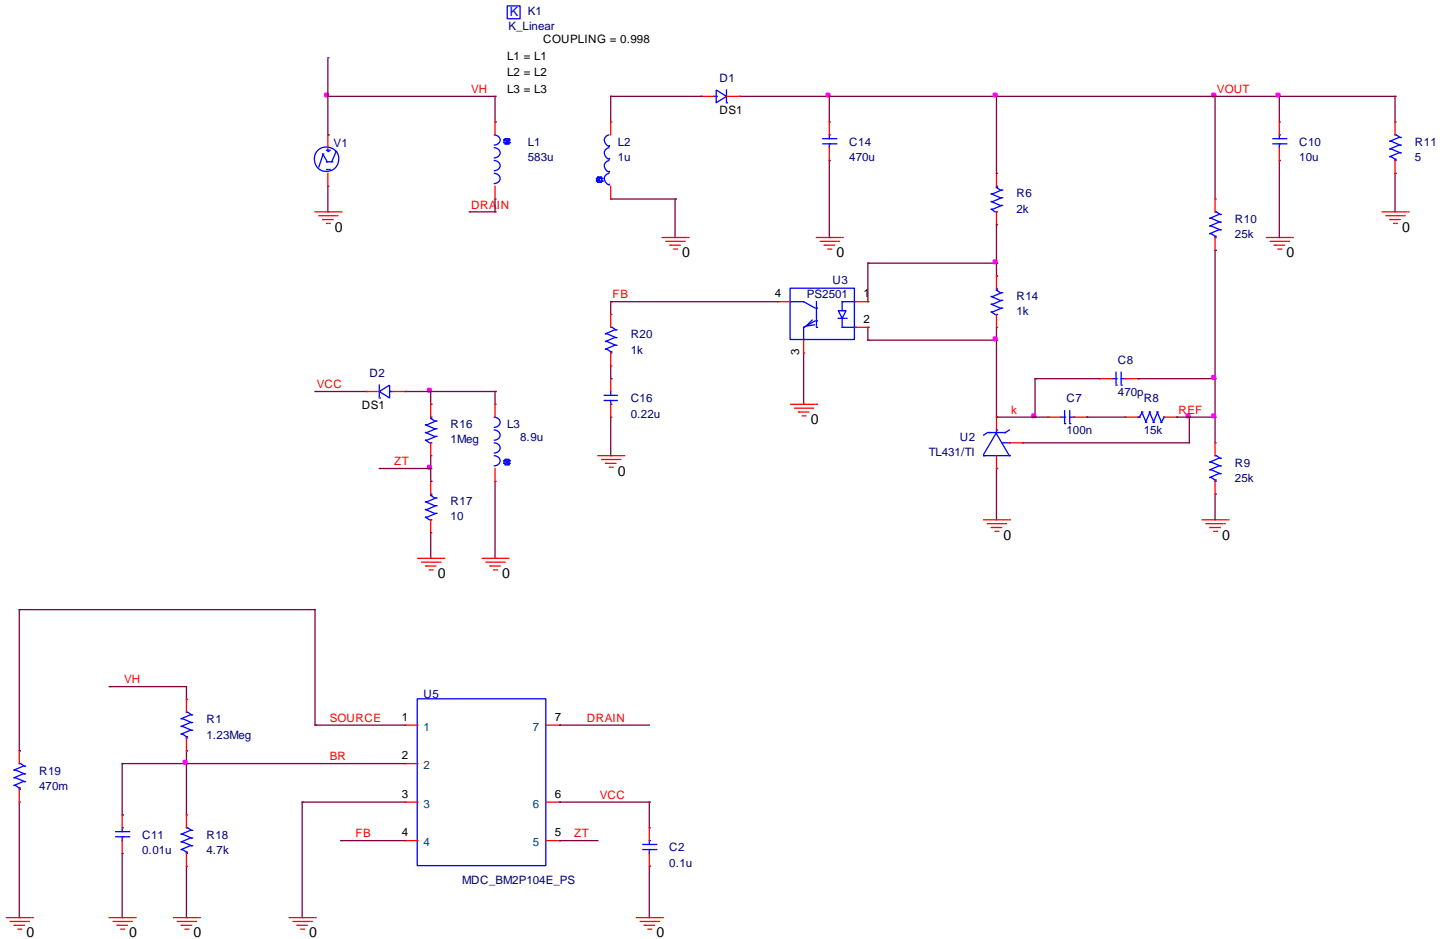 K K1
K_Linear
COUPLING = 0.998
L1 = L1
L2 = L2
L3 = L3
VH
V1
0
L1
583u
DRAIN
L2
1u
0
D1
DS1
C14
470u
0
VOUT
R6
2k
R10
25k
C10
10u
0
R11
5
0
FB
4
U3
PS2501
1
2
3
0
R14
1k
R20
1k
C16
0.22u
0
VCC
D2
DS1
R16
1Meg
L3
8.9u
ZT
R17
10
0
0
C8
470p
k
C7
100n
R8
15k
REF
U2
TL431/TI
0
R9
25k
0
VH
R1
1.23Meg
BR
R19
470m
0
C11
0.01u
0
R18
4.7k
0
U5
SOURCE
1
1
2
2
3
3
FB
4
4
7
7
DRAIN
6
6
VCC
5
5
ZT
MDC_BM2P104E_PS
0
C2
0.1u
0